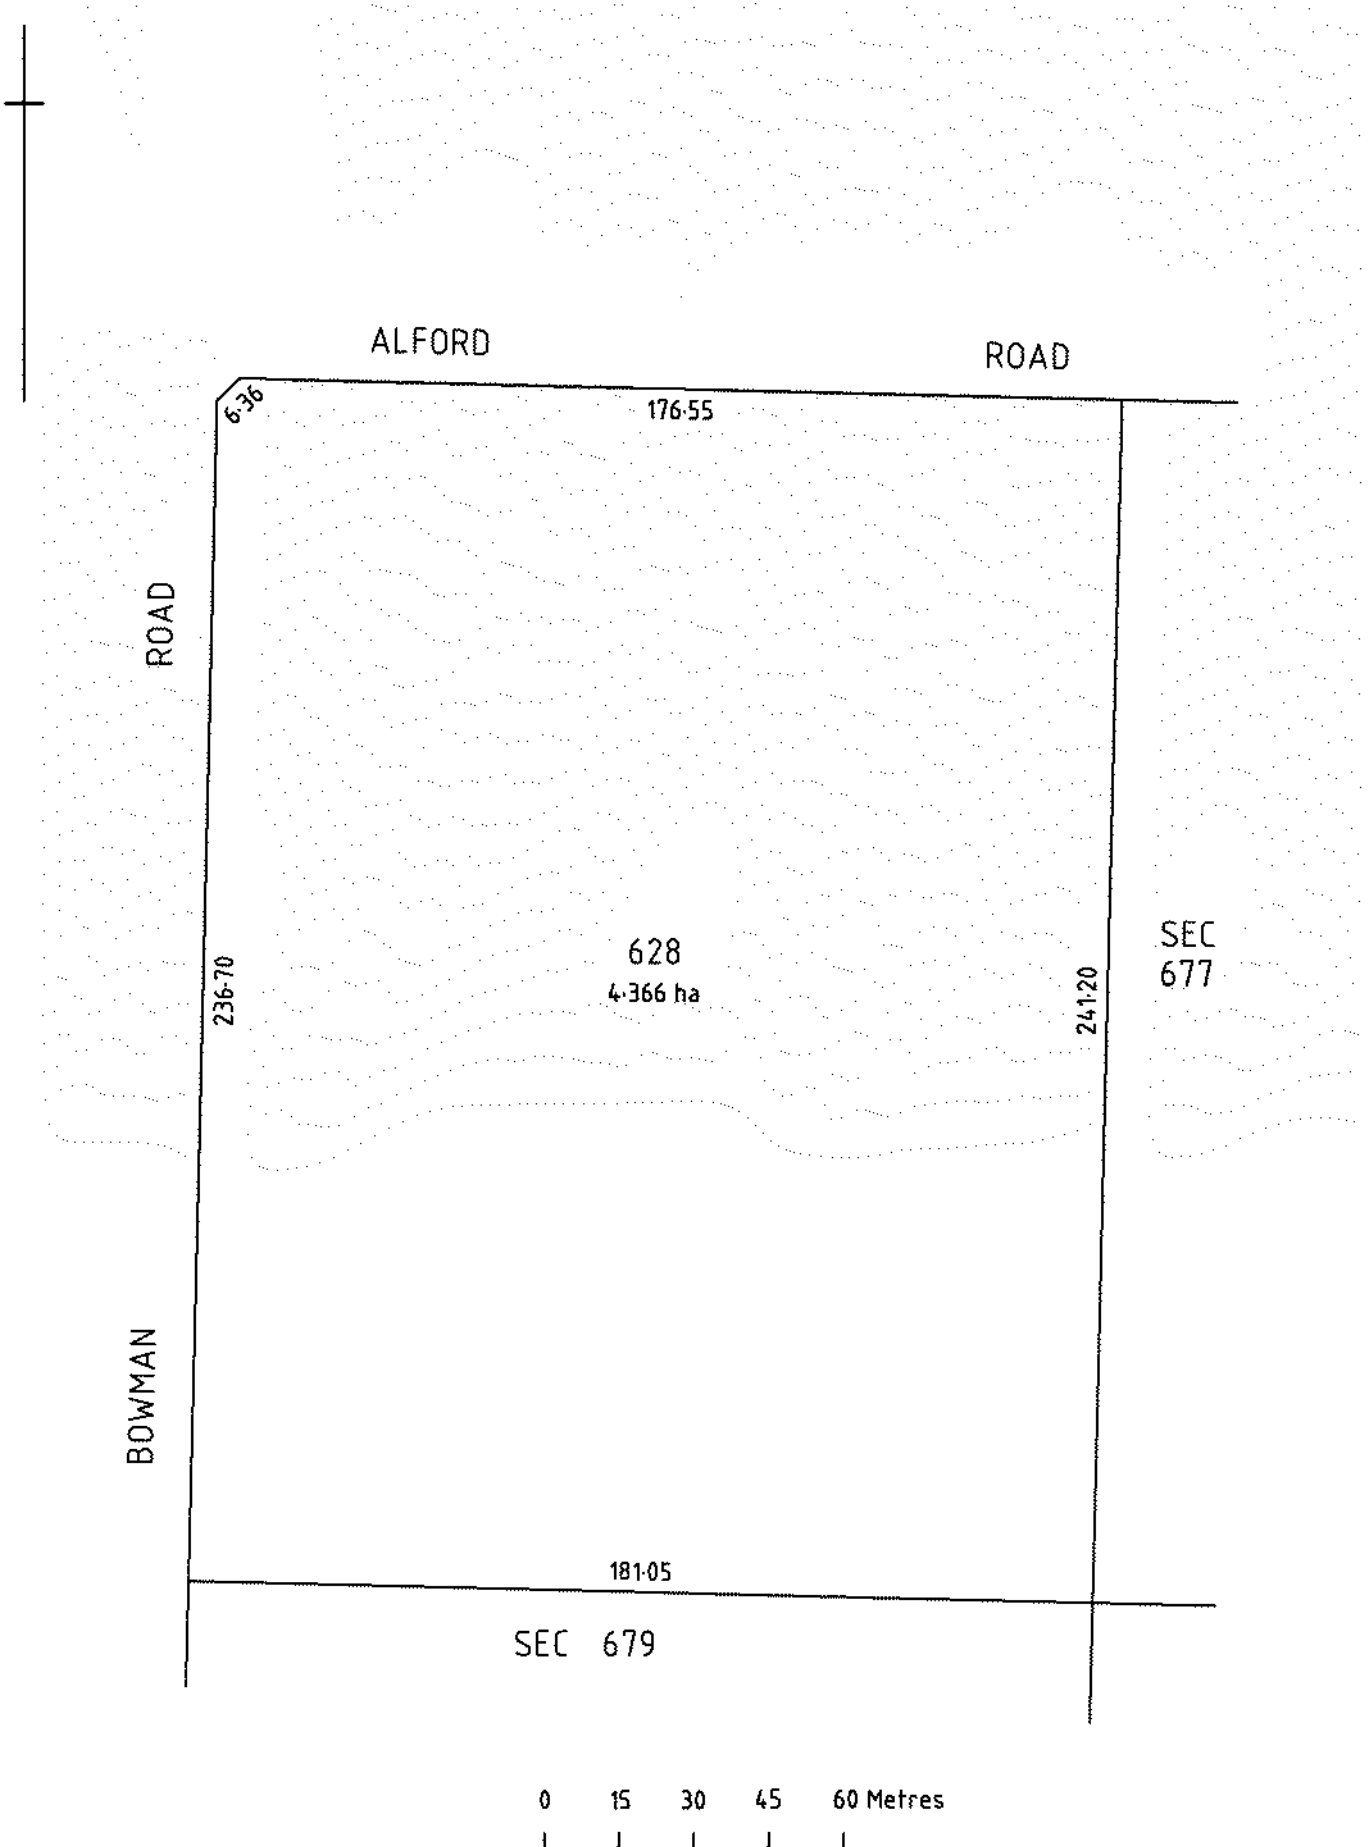 ALFORD ROAD
6·36
176·55
ROAD
628
4·366 ha
SEC
677
236·70
241·20
BOWMAN
181·05
SEC 679
0 15 30 45 60 Metres